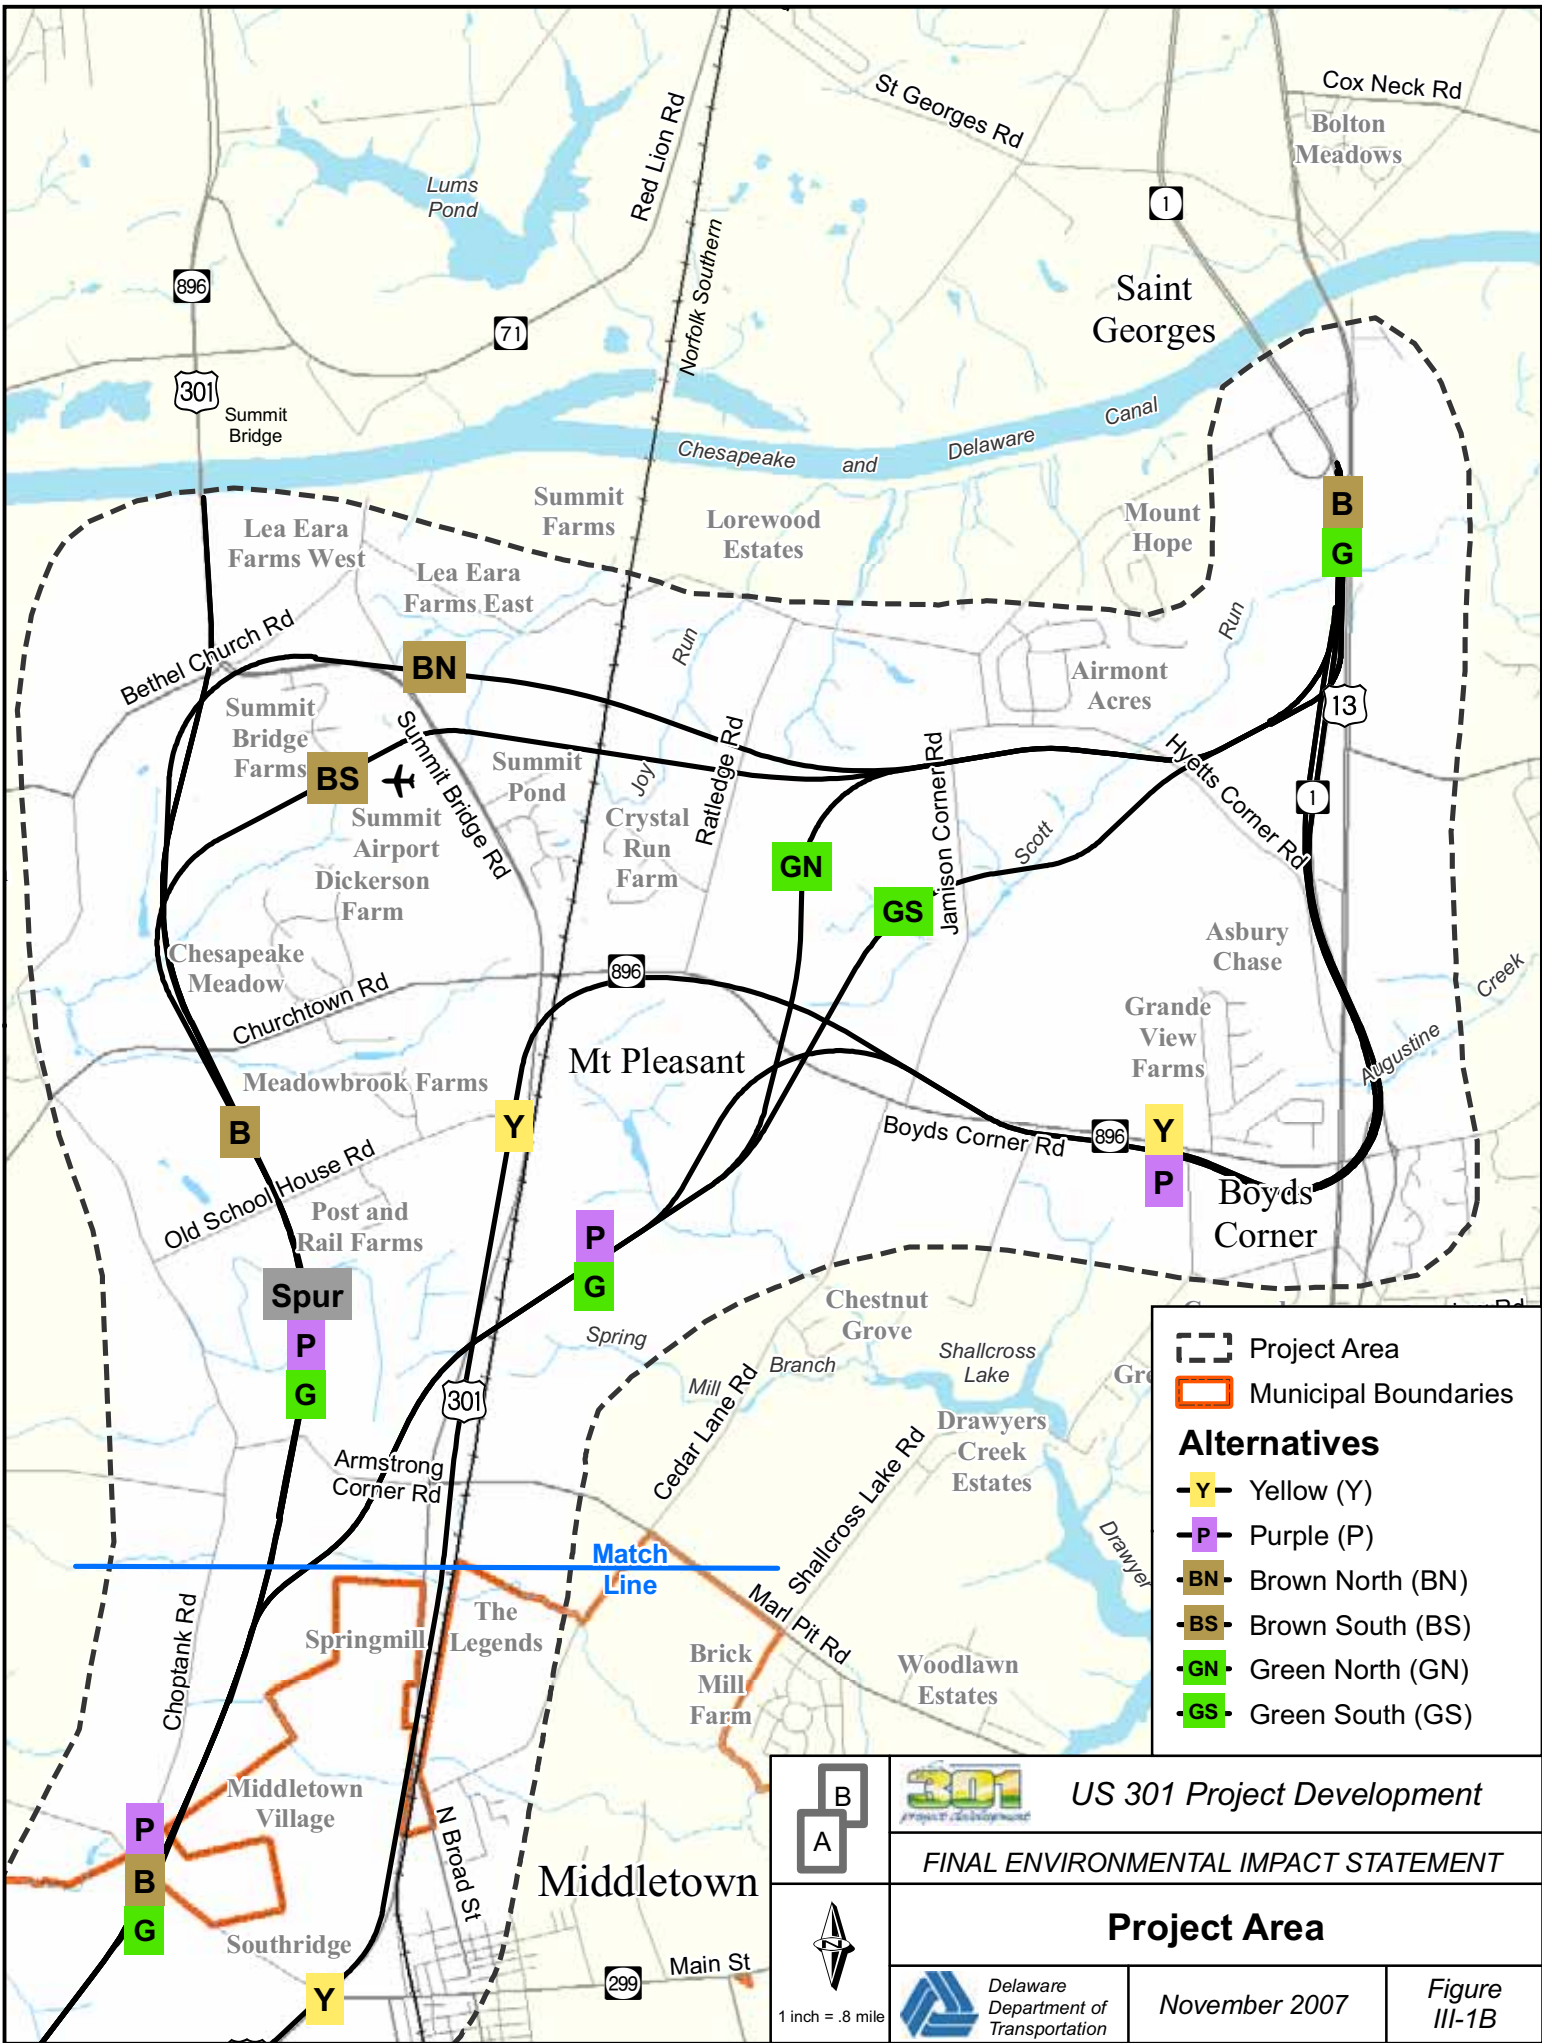 Cox Neck Rd
St Georges Rd
Bolton
Meadows
Red Lion Rd
Lums
Pond
1
896
Norfolk Southern
Saint
Georges
71
301
Summit
Bridge
Chesapeake and Delaware Canal
Summit
Farms
Lorewood
Estates
Mount
Hope
B
G
Lea Eara
Farms West
Lea Eara
Farms East
Bethel Church Rd
BN
Run
Run
Airmont
Acres
13
Summit
Bridge
Farms
BS
Summit Bridge Rd
Summit
Pond
Joy
Ratledge Rd
Jamison Corner Rd
Hyetts Corner Rd
1
Summit
Airport
Crystal
Run
Farm
Scott
GN
GS
Dickerson
Farm
Chesapeake
Meadow
Churchtown Rd
896
Asbury
Chase
Creek
Augustine
Grande
View
Farms
Mt Pleasant
Meadowbrook Farms
B
Y
Boyds Corner Rd
896
Y
P
Boyds
Corner
Old School House Rd
Post and
Rail Farms
P
G
Spur
P
G
Chestnut
Grove
Spring
Mill
Branch
Shallcross
Lake
301
Cedar Lane Rd
Shallcross Lake Rd
Drawyers
Creek
Estates
Drawyer
Armstrong
Corner Rd
Match
Line
Marl Pit Rd
Choptank Rd
Springmill
The
Legends
Brick
Mill
Farm
Woodlawn
Estates
Middletown
Village
P
B
G
N Broad St
Middletown
Southridge
Y
299
Main St
Project Area
Municipal Boundaries
Alternatives
Y Yellow (Y)
P Purple (P)
BN Brown North (BN)
BS Brown South (BS)
GN Green North (GN)
GS Green South (GS)
B
A
301
project development
US 301 Project Development
FINAL ENVIRONMENTAL IMPACT STATEMENT
N
1 inch = .8 mile
Project Area
Delaware
Department of
Transportation
November 2007
Figure
III-1B